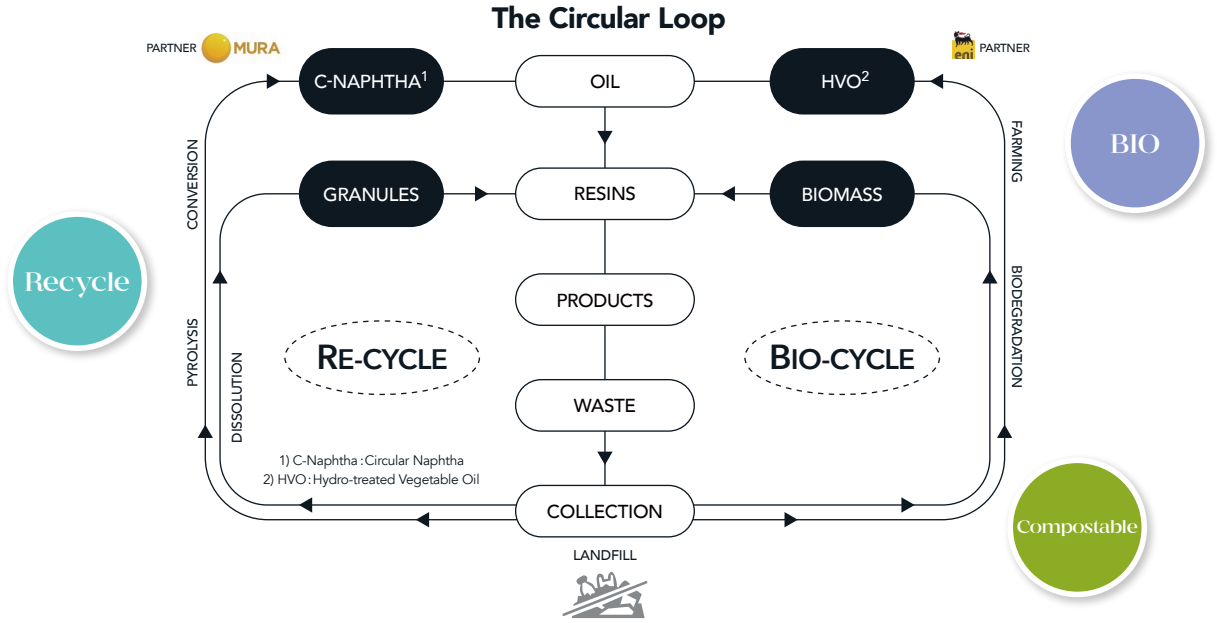 The Circular Loop
PARTNER MURA
eni PARTNER
C-NAPHTHA1
OIL
HVO2
BIO
CONVERSION
FARMING
GRANULES
RESINS
BIOMASS
Recycle
PRODUCTS
PYROLYSIS
BIODEGRADATION
RE-CYCLE
BIO-CYCLE
DISSOLUTION
WASTE
1) C-Naphtha : Circular Naphtha
2) HVO : Hydro-treated Vegetable Oil
COLLECTION
Compostable
LANDFILL